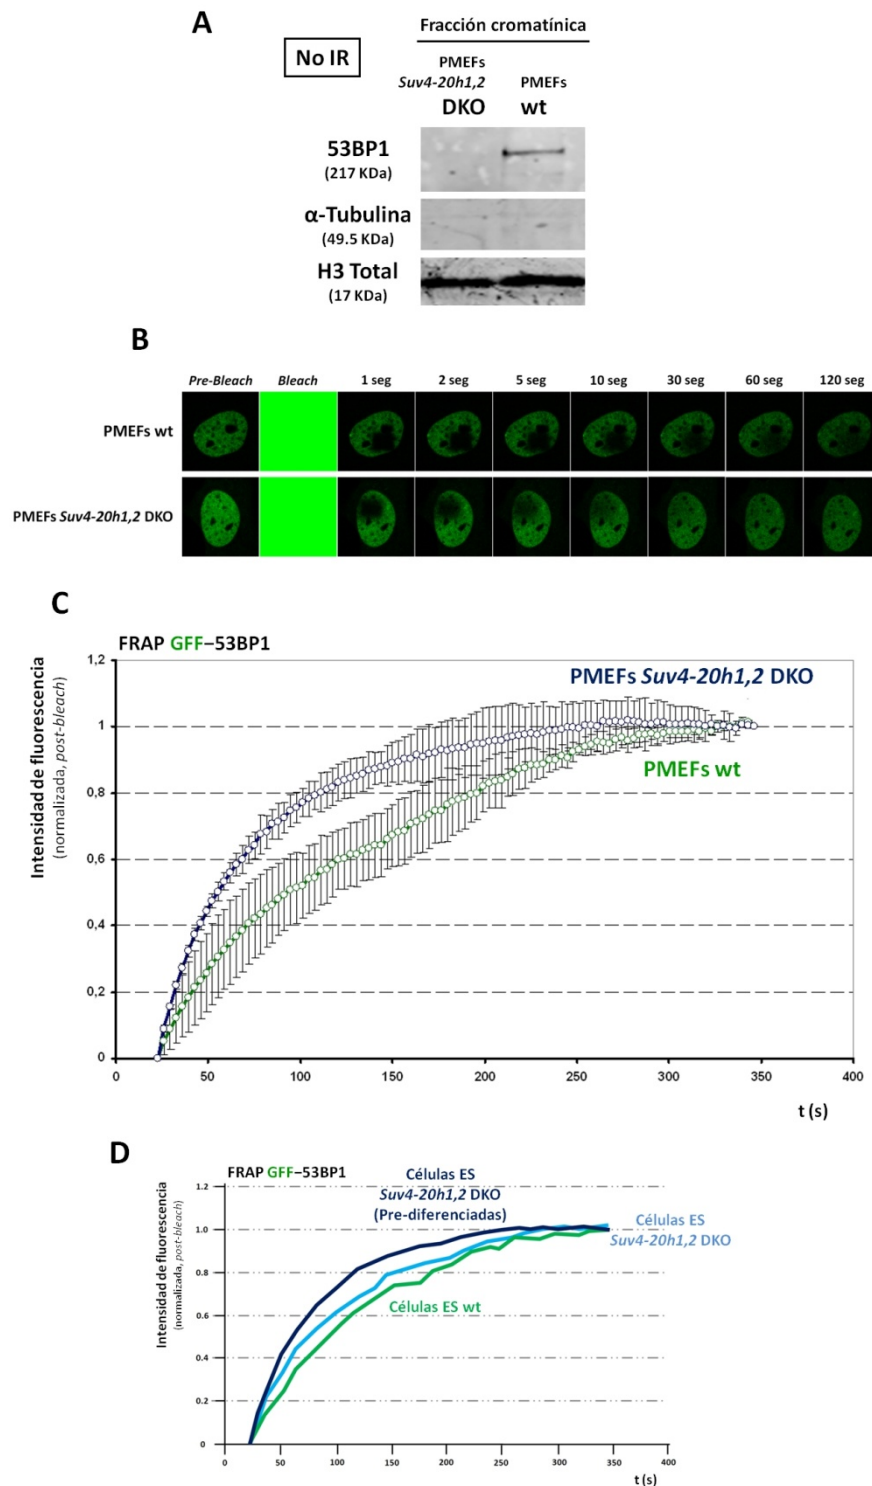 A
Fracción cromatínica
No IR
PMEFs
Suv4-20h1,2
DKO
PMEFs
wt
53BP1
(217 KDa)
α-Tubulina
(49.5 KDa)
H3 Total
(17 KDa)
B
Pre-Bleach Bleach 1 seg 2 seg 5 seg 10 seg 30 seg 60 seg 120 seg
PMEFs wt
PMEFs Suv4-20h1,2 DKO
C
FRAP GFF–53BP1
Intensidad de fluorescencia
(normalizada, post-bleach)
1,2
1
0,8
0,6
0,4
0,2
0
PMEFs Suv4-20h1,2 DKO
PMEFs wt
0 50 100 150 200 250 300 350 400
t (s)
D
FRAP GFF–53BP1
Intensidad de fluorescencia
(normalizada, post-bleach)
1.2
1.0
0.8
0.6
0.4
0.2
0
Células ES
Suv4-20h1,2 DKO
(Pre-diferenciadas)
Células ES
Suv4-20h1,2 DKO
Células ES wt
0 50 100 150 200 250 300 350 400
t (s)